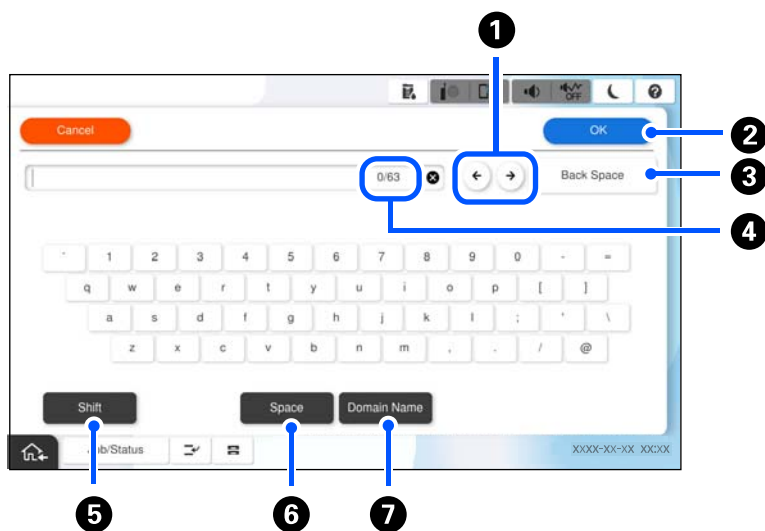 1
OFF
Cancel
OK
2
0/63
Back Space
3
4
` 1 2 3 4 5 6 7 8 9 0 - =
q w e r t y u i o p [ ]
a s d f g h j k l ; ' \
z x c v b n m , . / @
Shift
Space
Domain Name
/Status
XXXX-XX-XX XX:XX
5
6
7